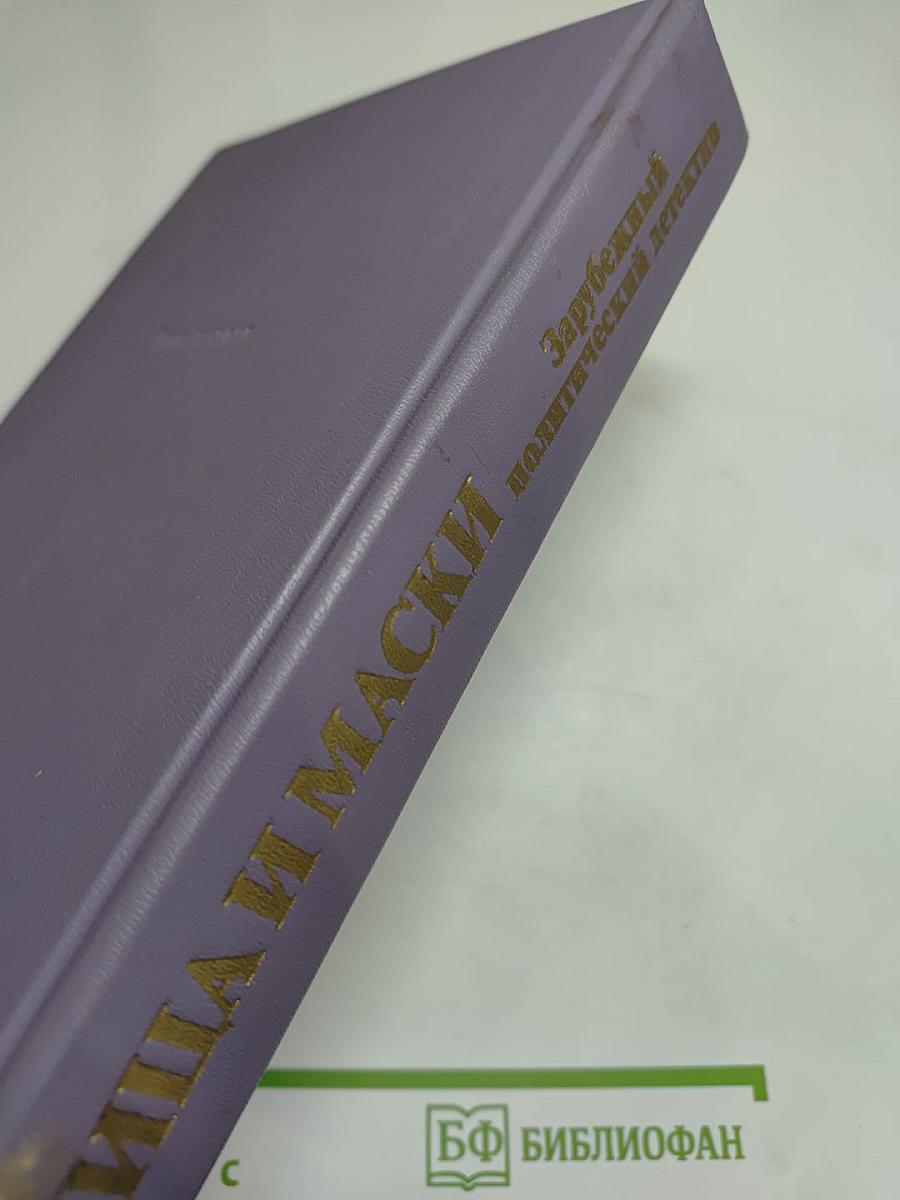 ИЦА И МАСКИ
Зарубежный
политический детектив
с
БФ БИБЛИОФАН